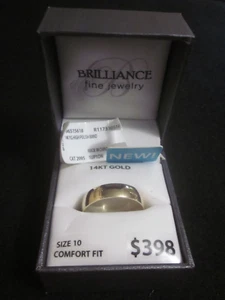 BRILLIANCE
fine jewelry
NEW!
14KT GOLD
SIZE 10
COMFORT FIT
$398